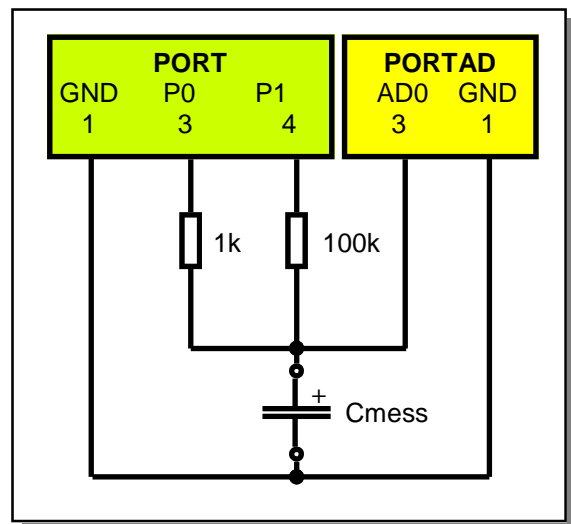 PORT PORTAD
GND P0 P1 AD0 GND
1 3 4 3 1
1k 100k
+
Cmess